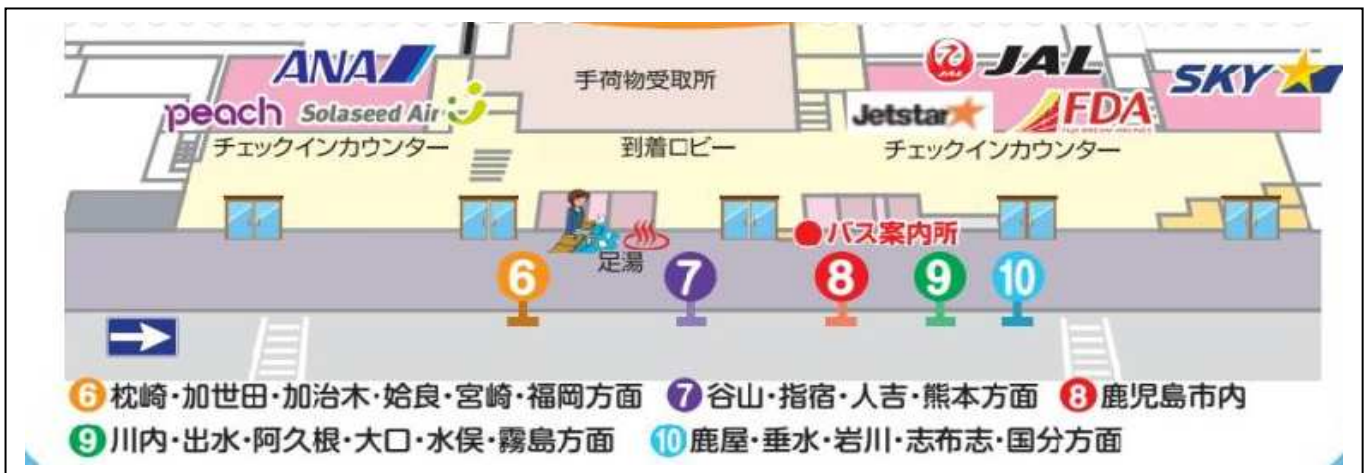 ANA
手荷物受取所
JAL JAL
SKY
peach Solaseed Air
Jetstar FDA
FUJI DREAM AIRLINES
チェックインカウンター
到着ロビー
チェックインカウンター
バス案内所
足湯
6 7 8 9 10
6 枕崎・加世田・加治木・姶良・宮崎・福岡方面 7 谷山・指宿・人吉・熊本方面 8 鹿児島市内
9 川内・出水・阿久根・大口・水俣・霧島方面 10 鹿屋・垂水・岩川・志布志・国分方面